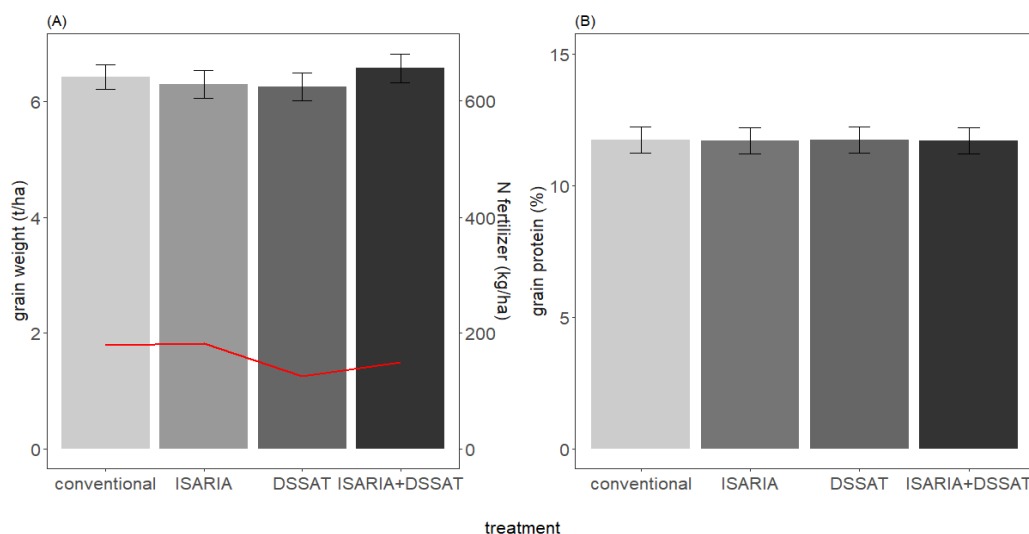 (A)
grain weight (t/ha)
6
4
2
0
600
400
200
0
N fertilizer (kg/ha)
conventional ISARIA DSSAT ISARIA+DSSAT
(B)
grain protein (%)
15
10
5
0
conventional ISARIA DSSAT ISARIA+DSSAT
treatment